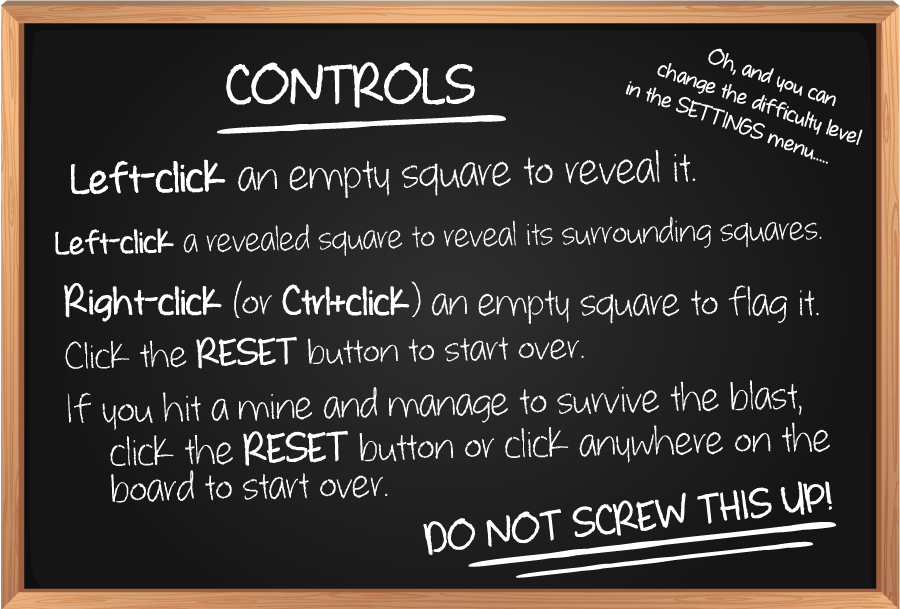 CONTROLS
Oh, and you can
change the difficulty level
in the SETTINGS menu.....
Left-click an empty square to reveal it.
Left-click a revealed square to reveal its surrounding squares.
Right-click (or Ctrl+click) an empty square to flag it.
Click the RESET button to start over.
If you hit a mine and manage to survive the blast,
click the RESET button or click anywhere on the
board to start over.
DO NOT SCREW THIS UP!